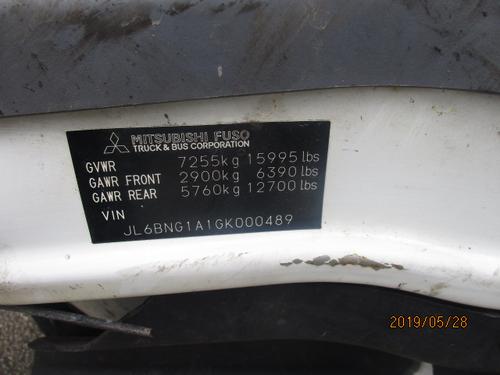 MITSUBISHI FUSO
TRUCK & BUS CORPORATION
GVWR 7255kg 15995 lbs
GAWR FRONT 2900kg 6390 lbs
GAWR REAR 5760kg 12700 lbs
VIN
JL6BNG1A1GK000489
2019/05/28